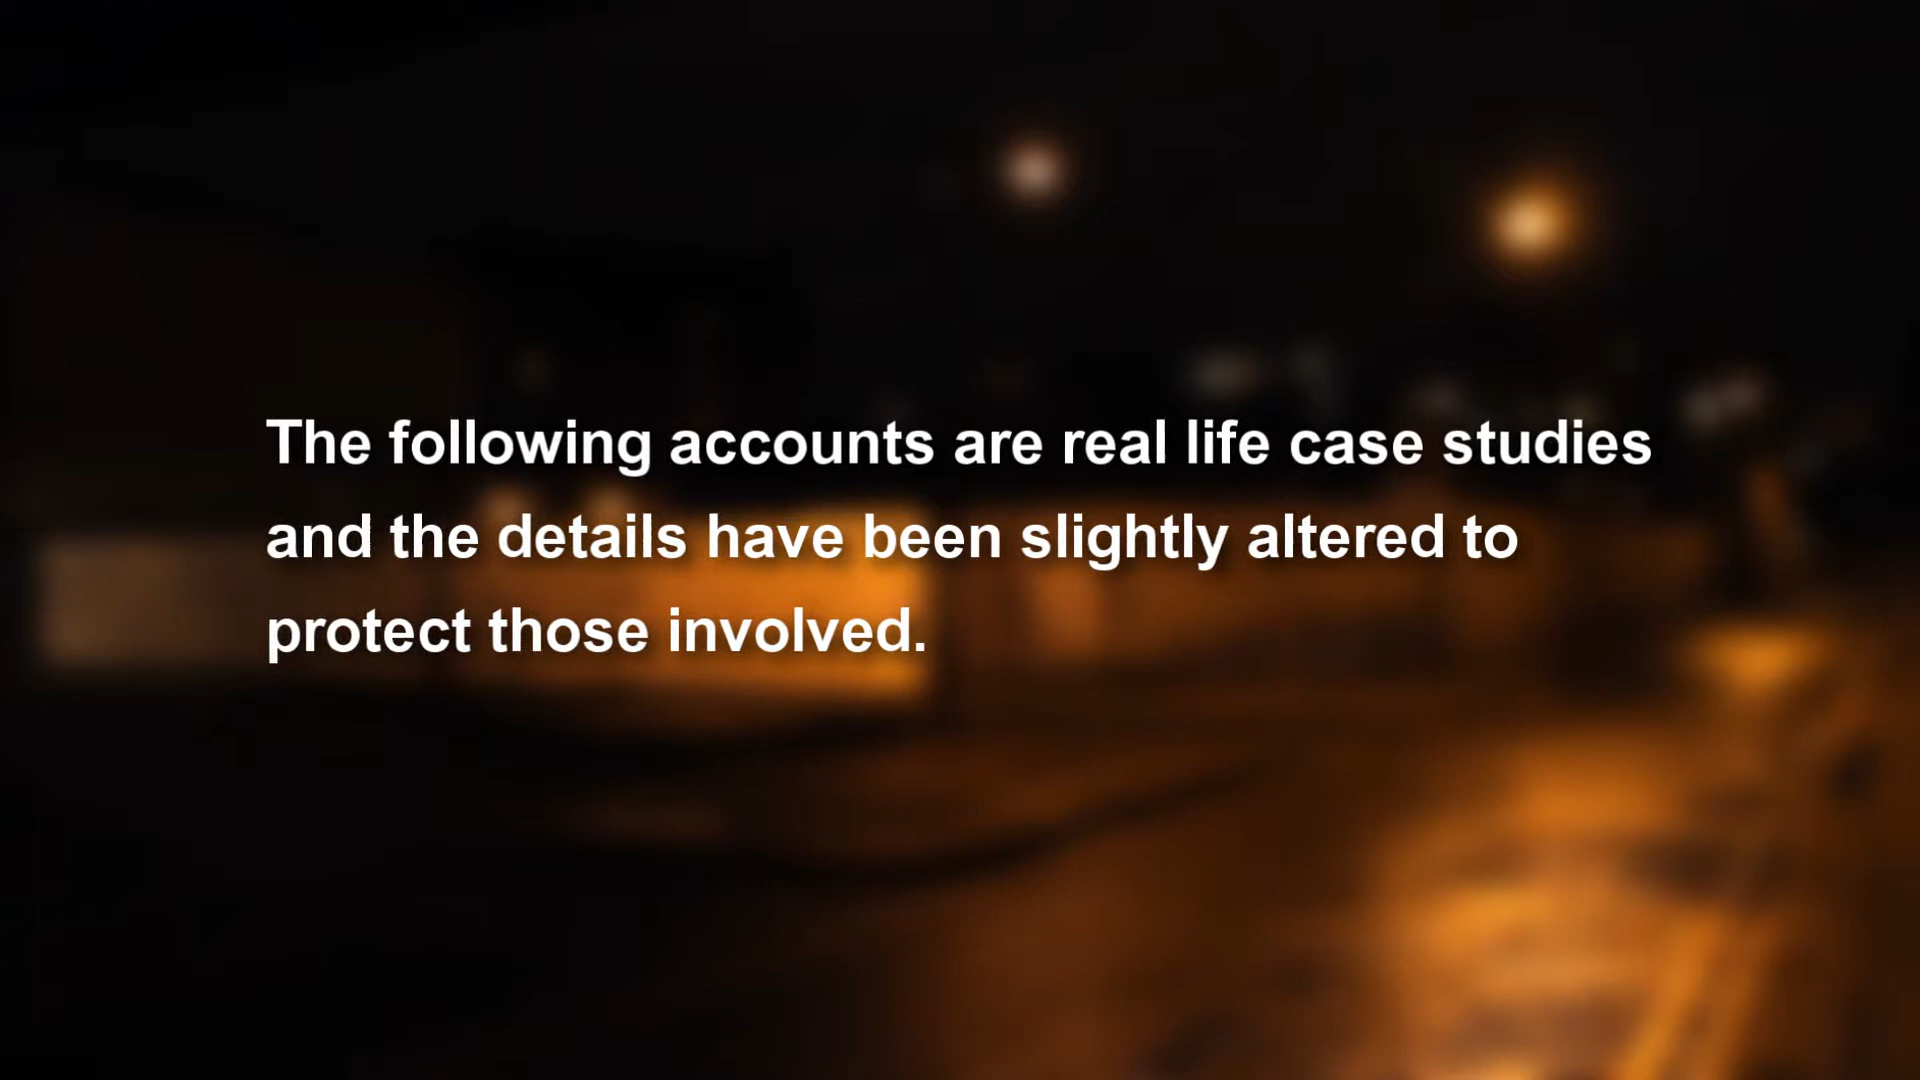 The following accounts are real life case studies
and the details have been slightly altered to
protect those involved.